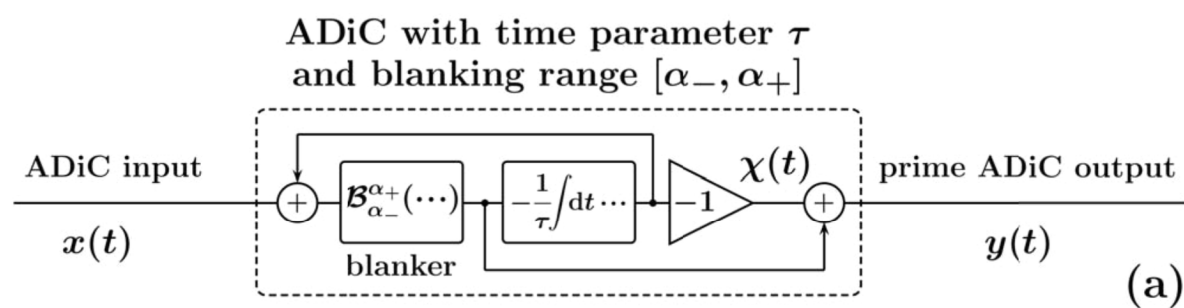 ADiC with time parameter τ
and blanking range [α₋, α₊]
ADiC input
x(t)
+
𝓑^{α₊}_{α₋}(⋯)
blanker
−1/τ ∫dt ⋯
−1
χ(t)
+
prime ADiC output
y(t)
(a)